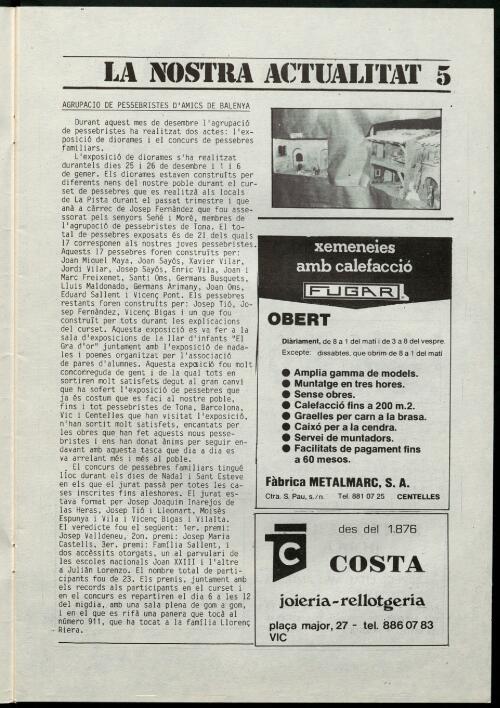 LA NOSTRA ACTUALITAT 5
AGRUPACIO DE PESSEBRISTES D'AMICS DE BALENYA
Durant aquest mes de desembre l'agrupació
de pessebristes ha realitzat dos actes: l'ex-
posició de diorames i el concurs de pessebres
familiars.
L'exposició de diorames s'ha realitzat
durantels dies 25 i 26 de desembre i 1 i 6
de gener. Els diorames estaven construïts per
diferents nens del nostre poble durant el cur-
set de pessebres que es realitzà als locals
de La Pista durant el passat trimestre i que
anà a càrrec de Josep Fernàndez que fou asse-
ssorat pels senyors Señé i Moré, membres de
l'agrupació de pessebristes de Tona. El to-
tal de pessebres exposats és de 21 dels quals
17 corresponen als nostres joves pessebristes.
Aquests 17 pessebres foren construïts per:
Joan Miquel Maya, Joan Sayós, Xavier Vilar,
Jordi Vilar, Josep Sayós, Enric Vila, Joan i
Marc Freixenet, Santi Oms, Germans Busquets,
Lluis Maldonado, Germans Arimany, Joan Oms,
Eduard Sallent i Vicenç Pont. Els pessebres
restants foren construïts per: Josep Tió, Jo-
sep Fernàndez, Vicenç Bigas i un que fou
construït per tots durant les explicacions
del curset. Aquesta exposició es va fer a la
sala d'exposicions de la llar d'infants "El
Gra d'or" juntament amb l'exposició de nada-
les i poemes organitzat per l'associació
de pares d'alumnes. Aquesta exposició fou molt
concorreguda de gent i de la qual tots en
sortiren molt satisfets degut al gran canvi
que ha sofert l'exposició de pessebres que
ja és costum que es faci al nostre poble,
fins i tot pessebristes de Tona, Barcelona,
Vic i Centelles que han visitat l'exposició,
n'han sortit molt satisfets, encantats per
les obres que han fet aquests nous pesse-
bristes i ens han donat ànims per seguir en-
davant amb aquesta tasca que dia a dia es
va arrelant més i més al poble.
El concurs de pessebres familiars tingué
lloc durant els dies de Nadal i Sant Esteve
en els que el jurat passà per totes les ca-
ses inscrites fins aleshores. El jurat es-
tava format per Josep Joaquin Inarejos de
las Heras, Josep Tió i Lleonart, Moisès
Espunya i Vila i Vicenç Bigas i Vilalta.
El veredicte fou el següent: 1er. premi:
Josep Valldeneu, 2on. premi: Josep Maria
Castells, 3er. premi: Família Sallent, i
dos accèssits otorgats, un al parvulari de
les escoles nacionals Joan XXIII i l'altre
a Julián Lorenzo. El nombre total de parti-
cipants fou de 23. Els premis, juntament amb
els records als participants en el curset i
en el concurs es repartiren el dia 6 a les 12
del migdia, amb una sala plena de gom a gom,
i en el que es rifà una panera que tocà al
número 911, que ha tocat a la família Llorenç
Riera.
xemeneies
amb calefacció
FUGAR
OBERT
Diàriament, de 8 a 1 del matí i de 3 a 8 del vespre.
Excepte: dissabtes, que obrim de 8 a 1 del matí
● Amplia gamma de models.
● Muntatge en tres hores.
● Sense obres.
● Calefacció fins a 200 m.2.
● Graelles per carn a la brasa.
● Caixó per a la cendra.
● Servei de muntadors.
● Facilitats de pagament fins
a 60 mesos.
Fàbrica METALMARC, S. A.
Ctra. S. Pau, s./n. Tel. 881 07 25 CENTELLES
des del 1.876
COSTA
joieria-rellotgeria
plaça major, 27 - tel. 886 07 83
VIC